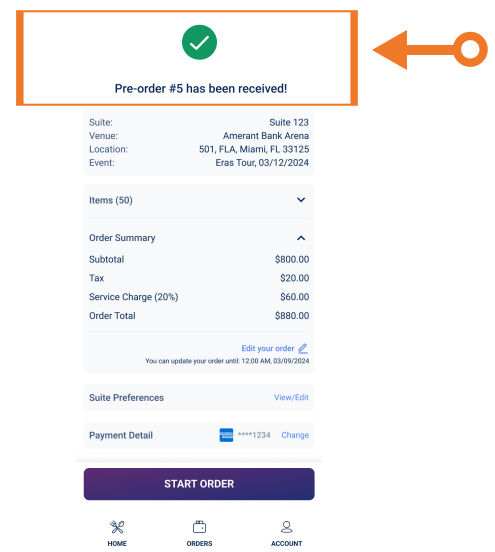 Pre-order #5 has been received!
Suite: Suite 123
Venue: Amerant Bank Arena
Location: 501, FLA, Miami, FL 33125
Event: Eras Tour, 03/12/2024
Items (50)
Order Summary
Subtotal $800.00
Tax $20.00
Service Charge (20%) $60.00
Order Total $880.00
Edit your order
You can update your order until: 12:00 AM, 03/09/2024
Suite Preferences View/Edit
Payment Detail ****1234 Change
START ORDER
HOME ORDERS ACCOUNT